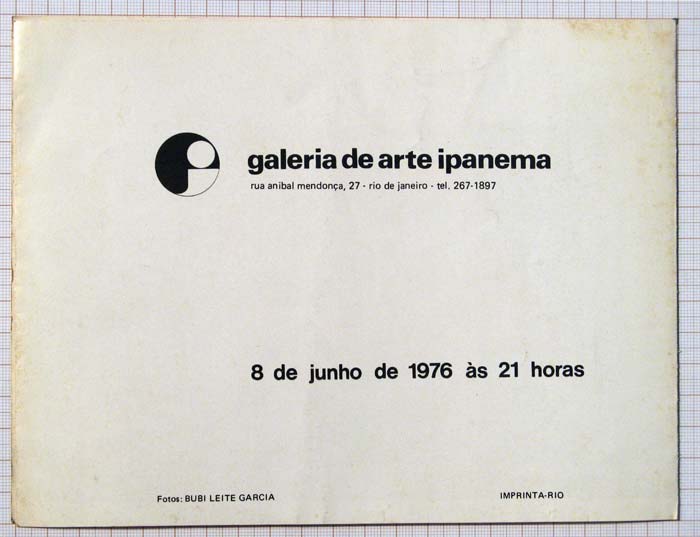 galeria de arte ipanema
rua anibal mendonça, 27 - rio de janeiro - tel. 267-1897
8 de junho de 1976 às 21 horas
Fotos: BUBI LEITE GARCIA
IMPRINTA-RIO